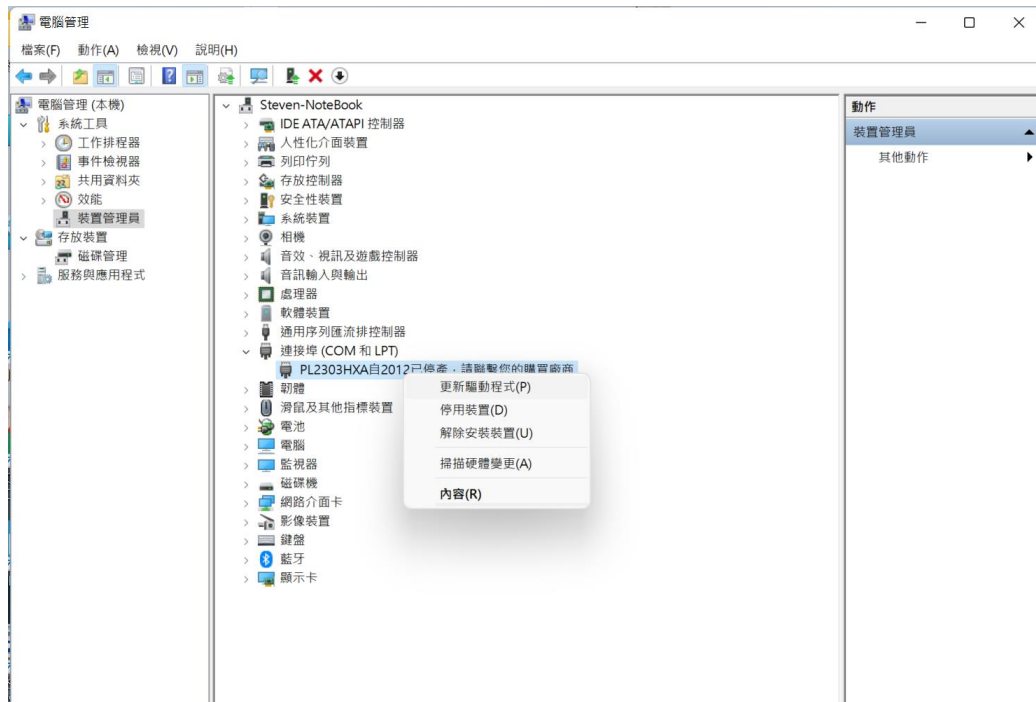 電腦管理
檔案(F) 動作(A) 檢視(V) 說明(H)
電腦管理 (本機)
系統工具
工作排程器
事件檢視器
共用資料夾
效能
裝置管理員
存放裝置
磁碟管理
服務與應用程式
Steven-NoteBook
IDE ATA/ATAPI 控制器
人性化介面裝置
列印佇列
存放控制器
安全性裝置
系統裝置
相機
音效、視訊及遊戲控制器
音訊輸入與輸出
處理器
軟體裝置
通用序列匯流排控制器
連接埠 (COM 和 LPT)
PL2303HXA自2012已停產,請聯繫您的購買廠商
韌體
滑鼠及其他指標裝置
電池
電腦
監視器
磁碟機
網路介面卡
影像裝置
鍵盤
藍牙
顯示卡
更新驅動程式(P)
停用裝置(D)
解除安裝裝置(U)
掃描硬體變更(A)
內容(R)
動作
裝置管理員
其他動作